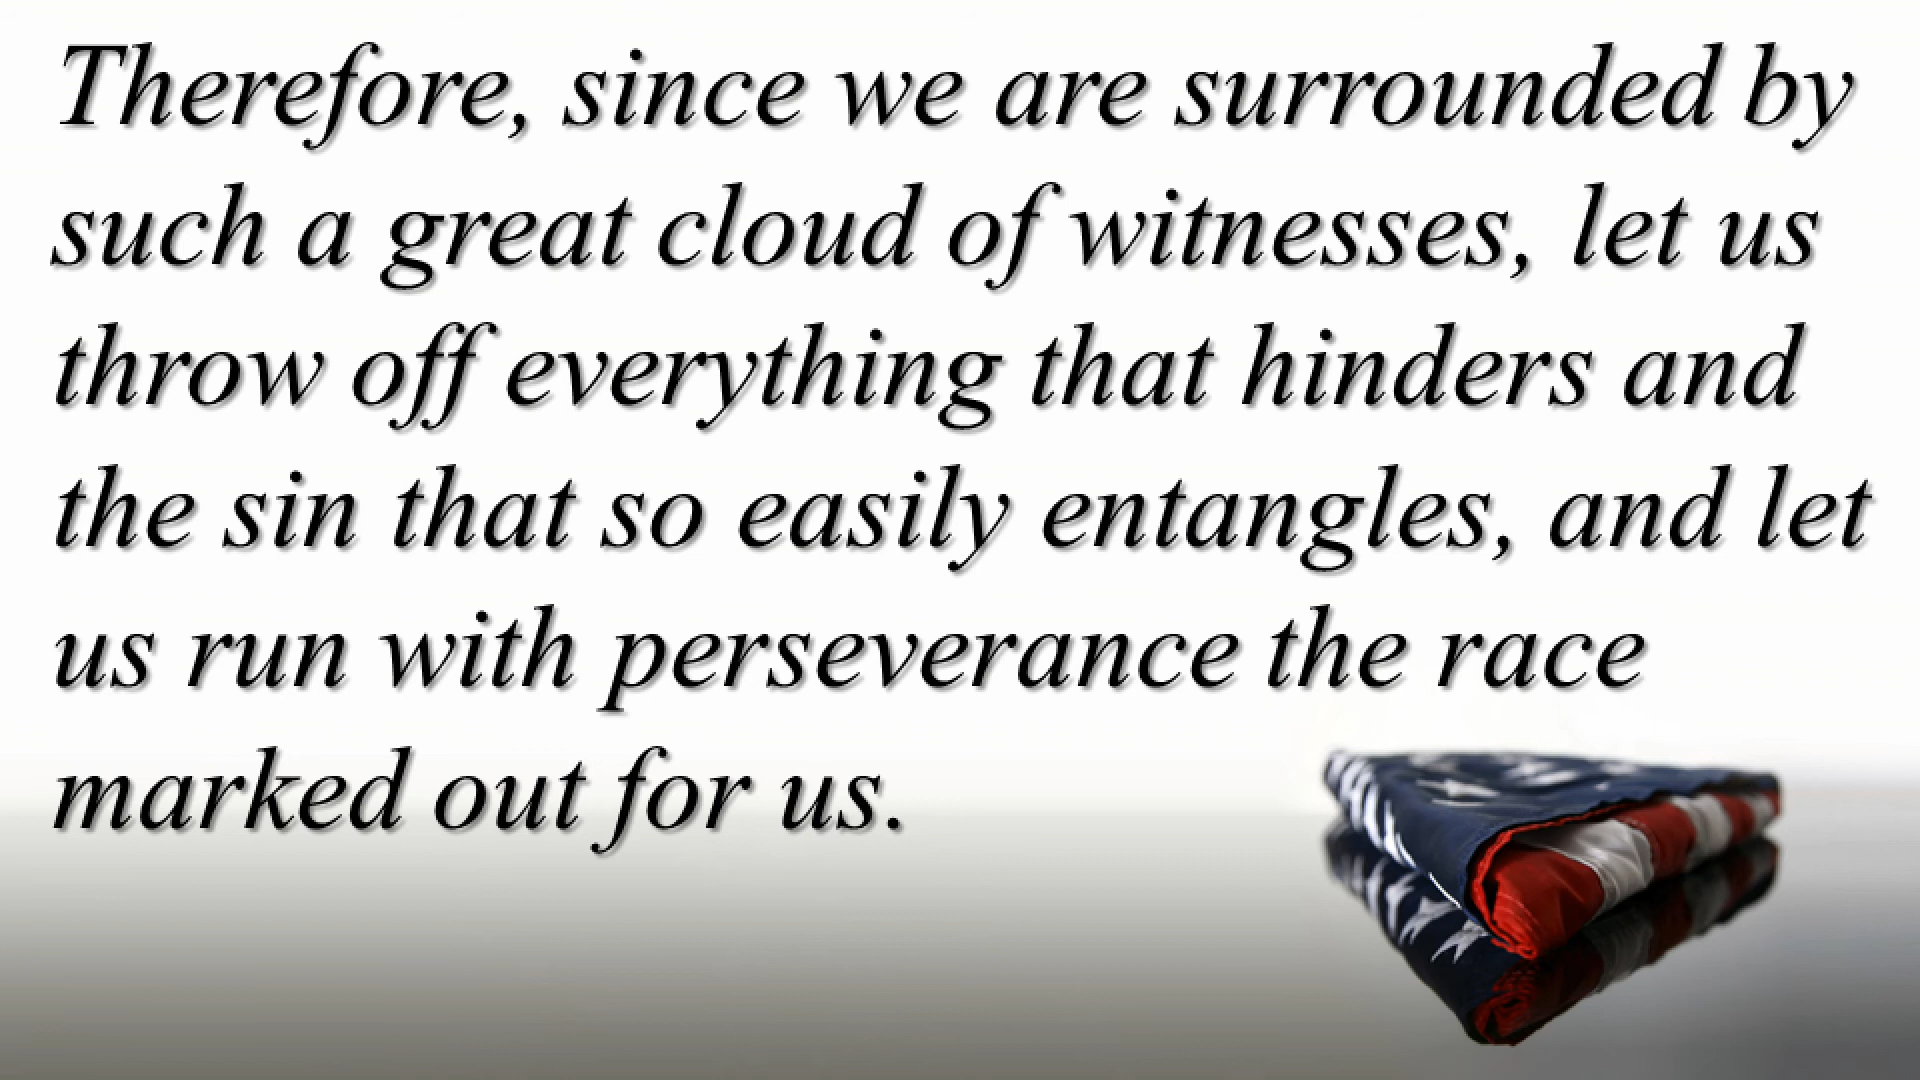 Therefore, since we are surrounded by
such a great cloud of witnesses, let us
throw off everything that hinders and
the sin that so easily entangles, and let
us run with perseverance the race
marked out for us.